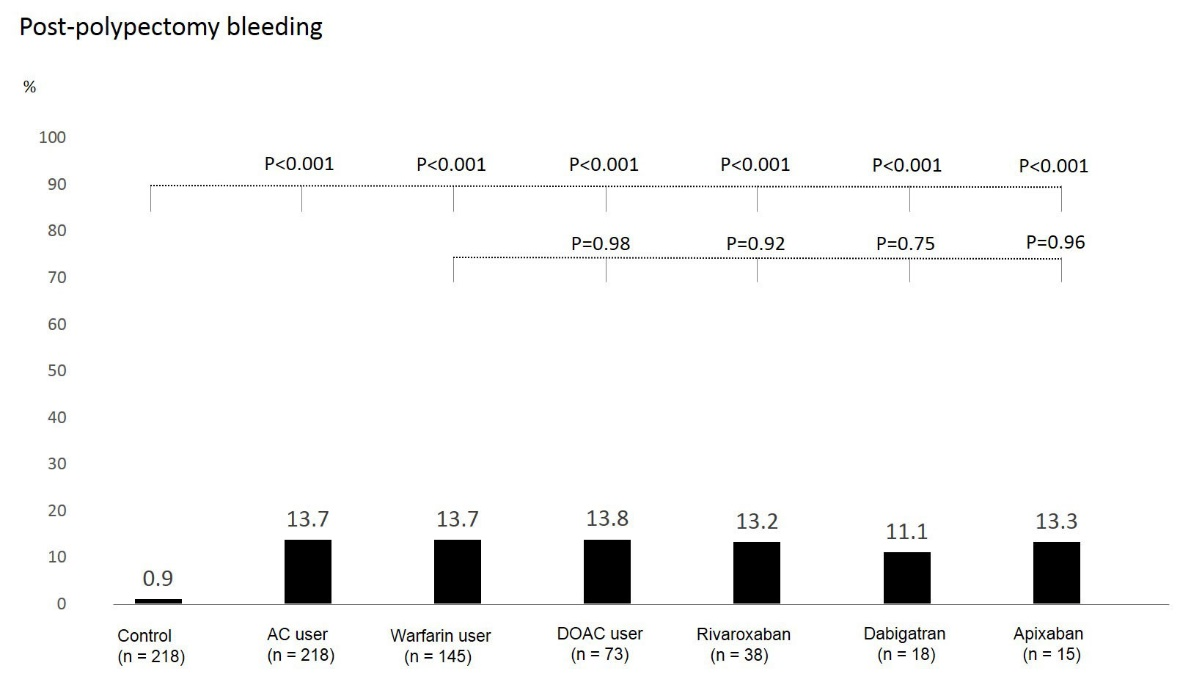 Post-polypectomy bleeding
%
100
P<0.001 P<0.001 P<0.001 P<0.001 P<0.001 P<0.001
90
80
P=0.98 P=0.92 P=0.75 P=0.96
70
60
50
40
30
20
13.7 13.7 13.8 13.2 11.1 13.3
10
0.9
0
Control AC user Warfarin user DOAC user Rivaroxaban Dabigatran Apixaban
(n = 218) (n = 218) (n = 145) (n = 73) (n = 38) (n = 18) (n = 15)